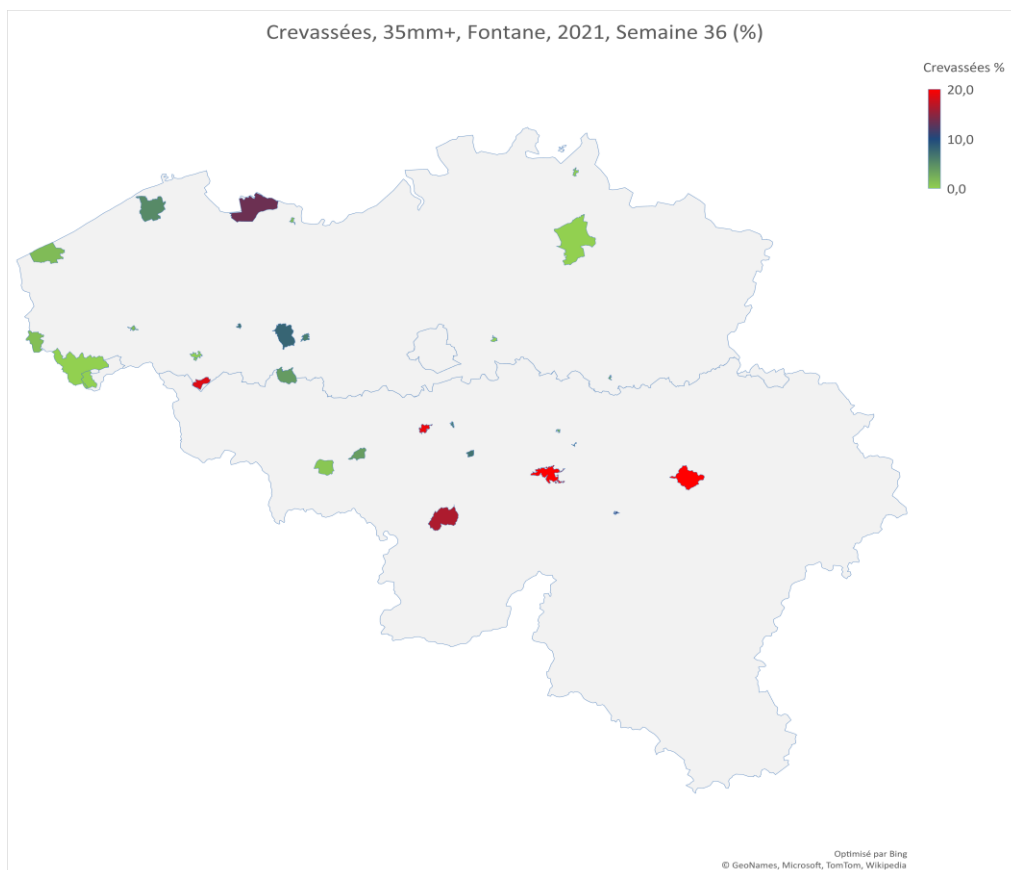 Crevassées, 35mm+, Fontane, 2021, Semaine 36 (%)
Crevassées %
20,0
10,0
0,0
Optimisé par Bing
© GeoNames, Microsoft, TomTom, Wikipedia